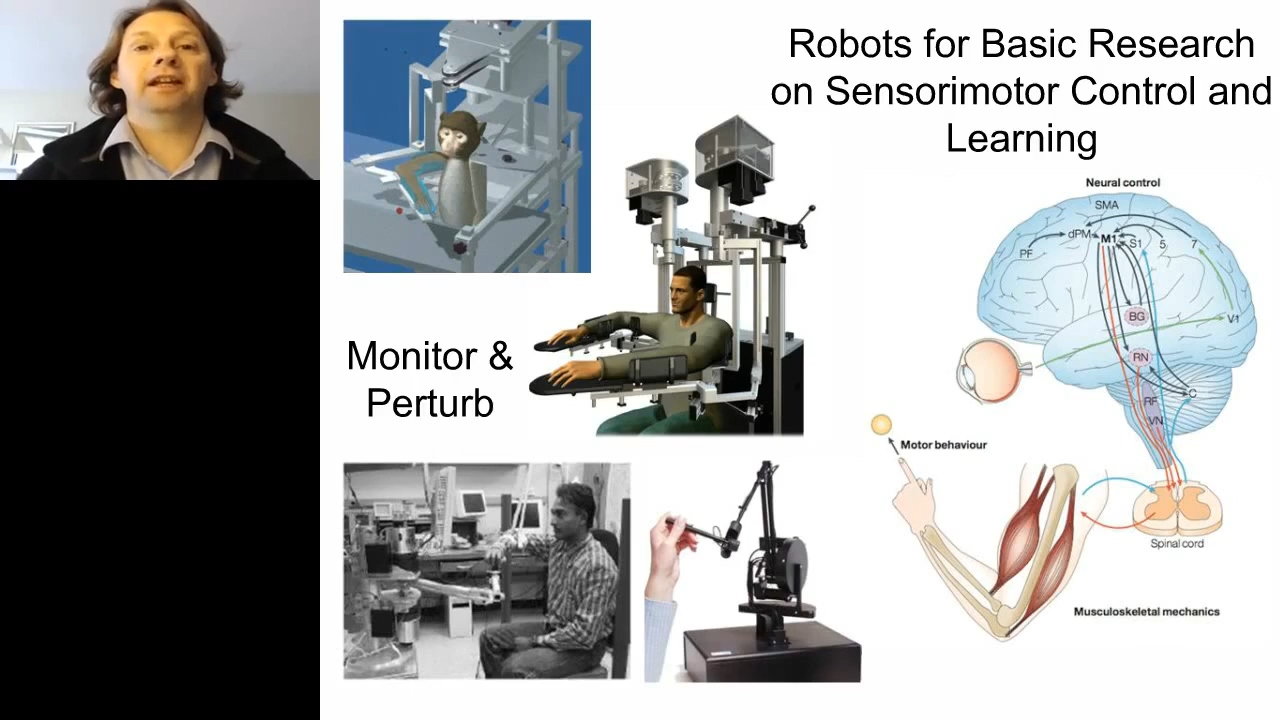 Robots for Basic Research
on Sensorimotor Control and
Learning
Monitor &
Perturb
Neural control
SMA
dPM
M1
S1
5
7
PF
BG
V1
RN
C
RF
VN
Motor behaviour
Spinal cord
Musculoskeletal mechanics